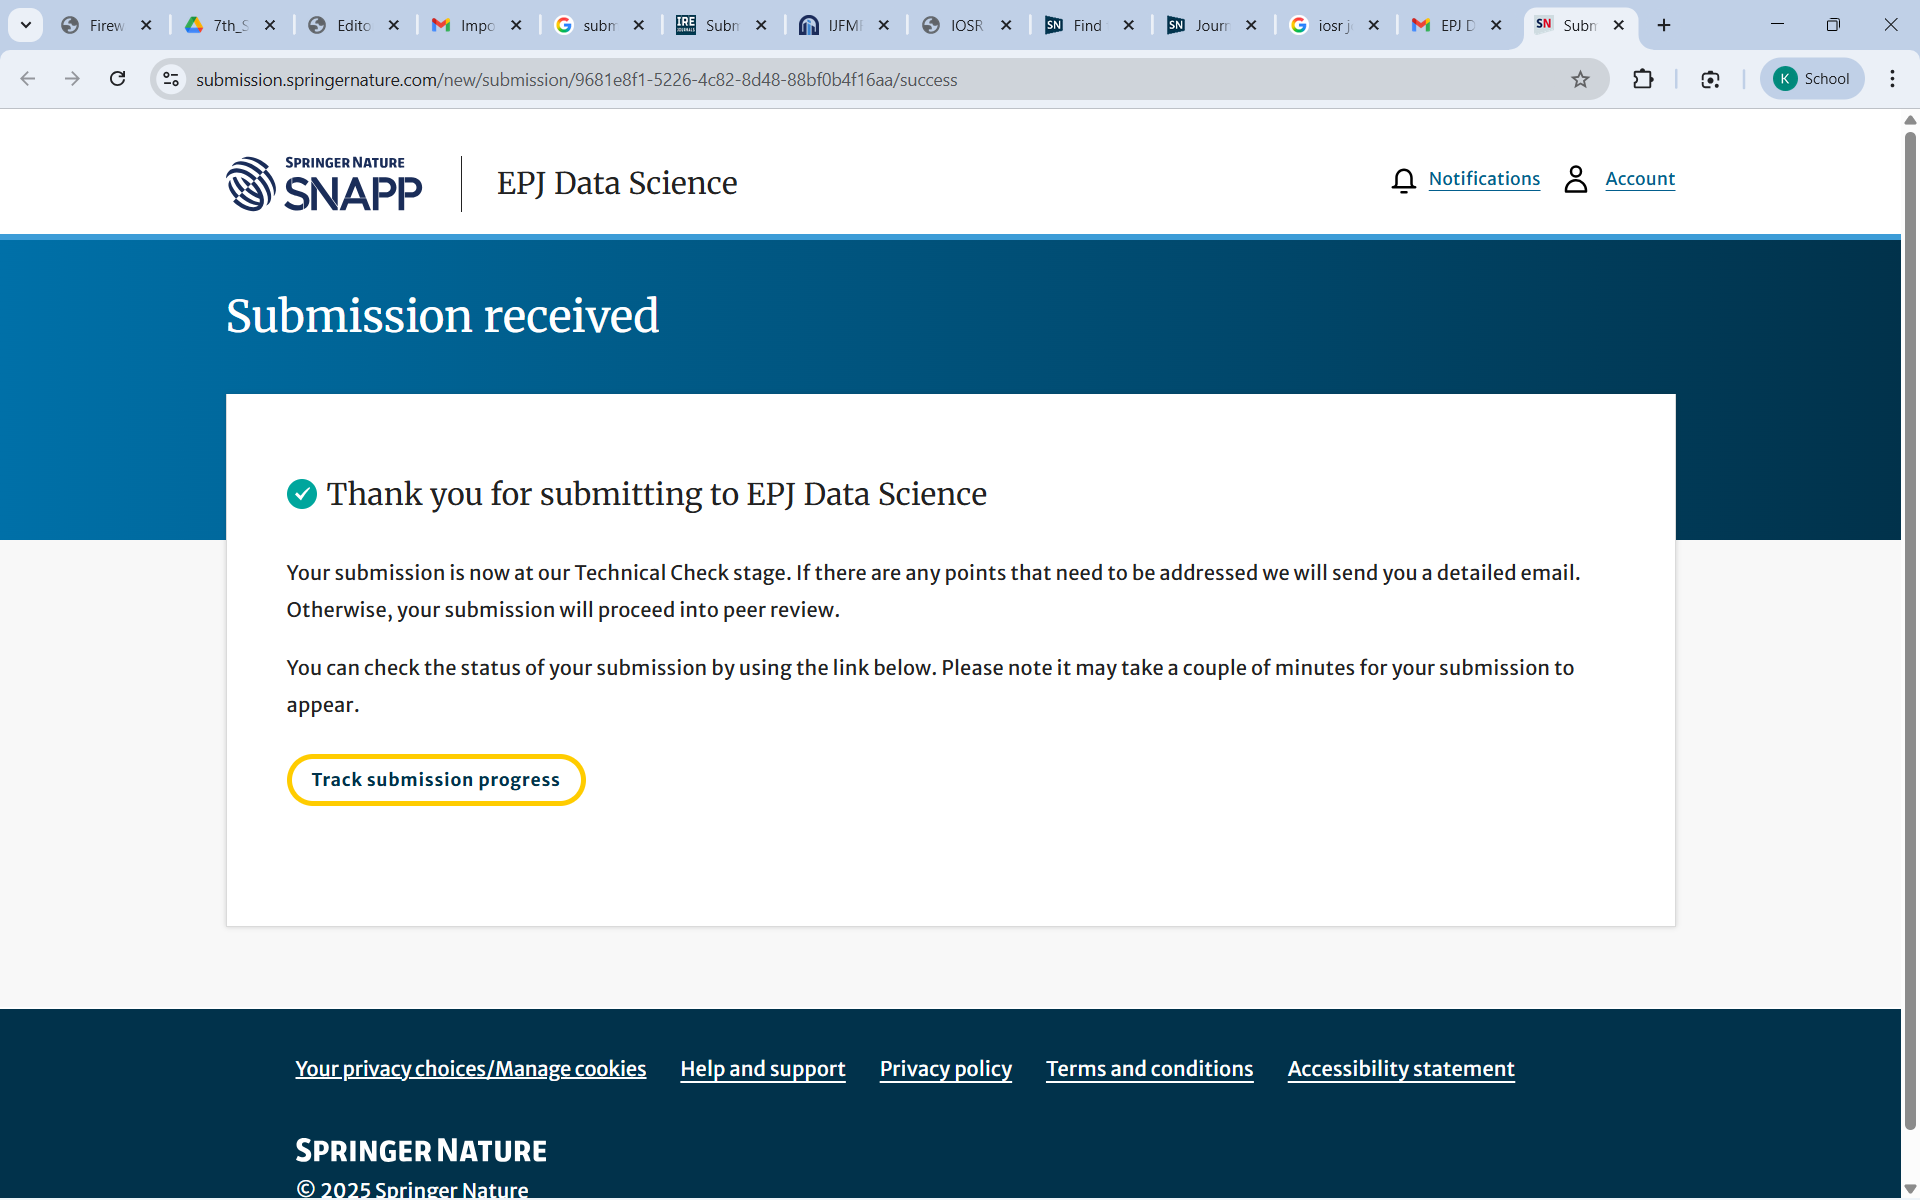 Firew
7th_S
Edito
Impo
subm
Subm
IJFM
IOSR
Find
Journ
iosr j
EPJ D
Subn
submission.springernature.com/new/submission/9681e8f1-5226-4c82-8d48-88bf0b4f16aa/success
K School
SPRINGER NATURE
SNAPP
EPJ Data Science
Notifications
Account
Submission received
Thank you for submitting to EPJ Data Science
Your submission is now at our Technical Check stage. If there are any points that need to be addressed we will send you a detailed email.
Otherwise, your submission will proceed into peer review.
You can check the status of your submission by using the link below. Please note it may take a couple of minutes for your submission to
appear.
Track submission progress
Your privacy choices/Manage cookies Help and support Privacy policy Terms and conditions Accessibility statement
SPRINGER NATURE
© 2025 Springer Nature